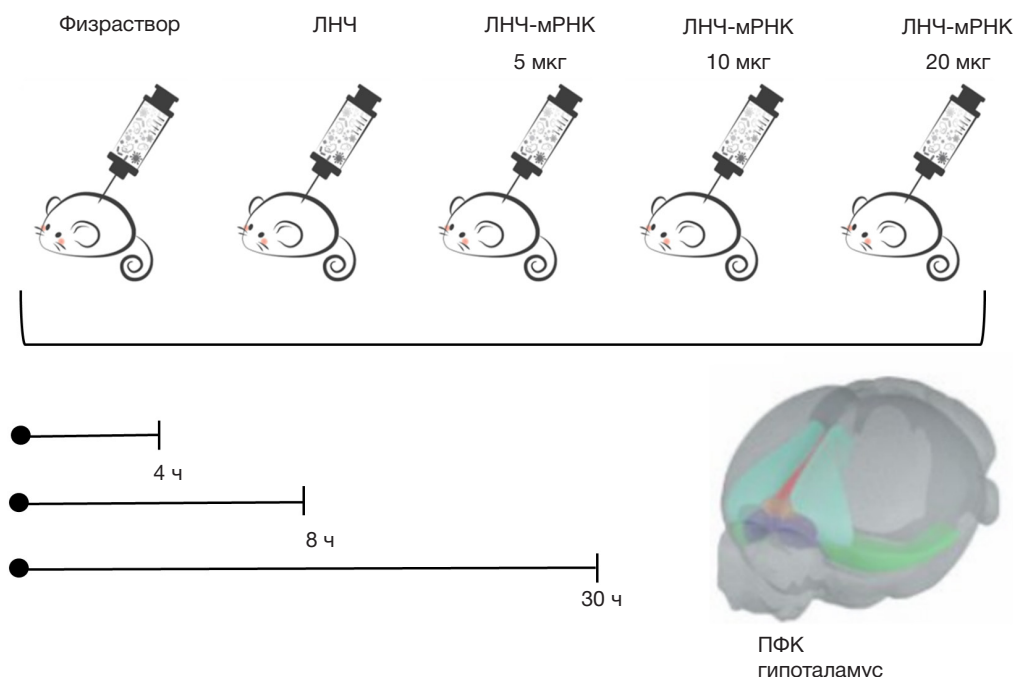 Физраствор
ЛНЧ
ЛНЧ-мРНК
5 мкг
ЛНЧ-мРНК
10 мкг
ЛНЧ-мРНК
20 мкг
4 ч
8 ч
30 ч
ПФК
гипоталамус